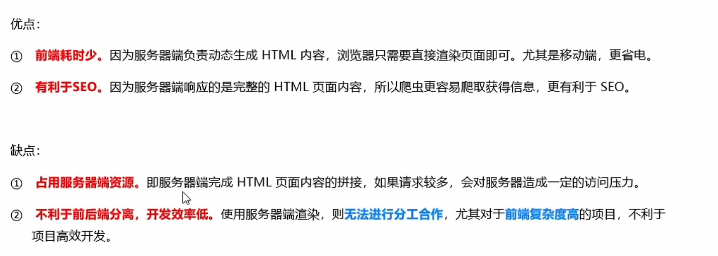 优点：
① 前端耗时少。因为服务器端负责动态生成 HTML 内容，浏览器只需要直接渲染页面即可。尤其是移动端，更省电。
② 有利于SEO。因为服务器端响应的是完整的 HTML 页面内容，所以爬虫更容易爬取获得信息，更有利于 SEO。
缺点：
① 占用服务器端资源。即服务器端完成 HTML 页面内容的拼接，如果请求较多，会对服务器造成一定的访问压力。
② 不利于前后端分离，开发效率低。使用服务器端渲染，则无法进行分工合作，尤其对于前端复杂度高的项目，不利于
项目高效开发。